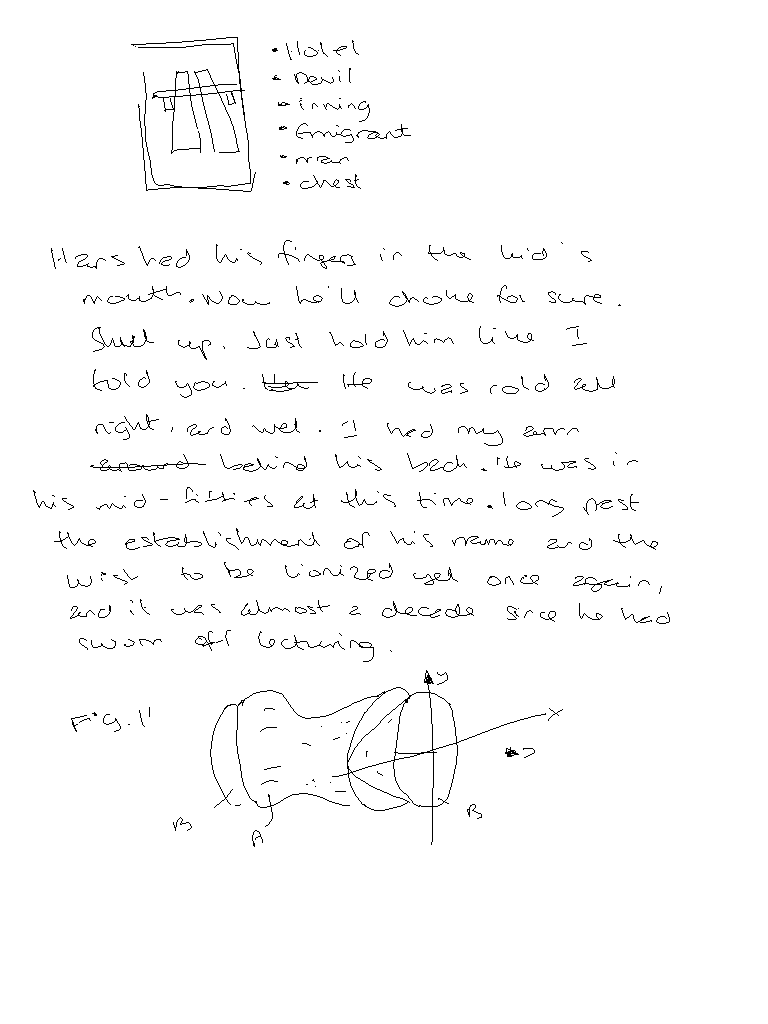 • Hotel
• Devil
• inning
• Emigrant
• man
• chest
Hans had his fingers in the kid's
mouth. Now he'll choke for sure.
Shut up. Just hold him like I
told you. He was cold all
right, and wet. I had my arm
behind his back. He was in
his mid-fifties at this time. Long past
the establishment of his name and the
wish to be lionized yet once again,
and it was almost a decade since he had
sworn off lecturing.
Fig. 1
y
x
B
A
B